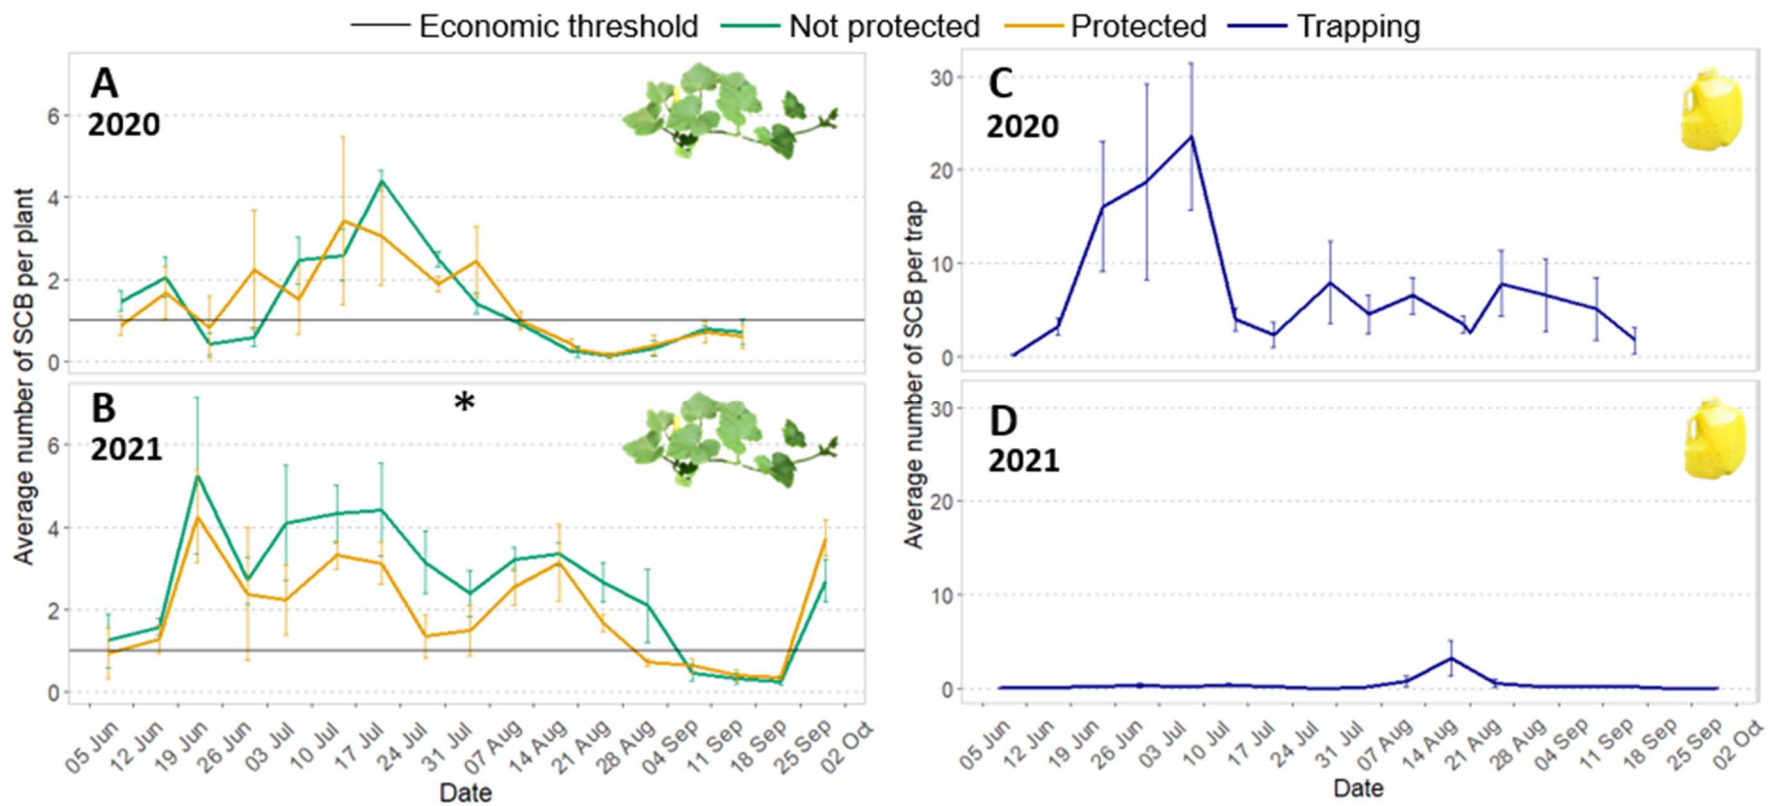 Economic threshold Not protected Protected Trapping
A
2020
6
4
2
0
Average number of SCB per plant
B
2021
*
6
4
2
0
05 Jun 12 Jun 19 Jun 26 Jun 03 Jul 10 Jul 17 Jul 24 Jul 31 Jul 07 Aug 14 Aug 21 Aug 28 Aug 04 Sep 11 Sep 18 Sep 25 Sep 02 Oct
Date
C
2020
30
20
10
0
Average number of SCB per trap
D
2021
30
20
10
0
05 Jun 12 Jun 19 Jun 26 Jun 03 Jul 10 Jul 17 Jul 24 Jul 31 Jul 07 Aug 14 Aug 21 Aug 28 Aug 04 Sep 11 Sep 18 Sep 25 Sep 02 Oct
Date